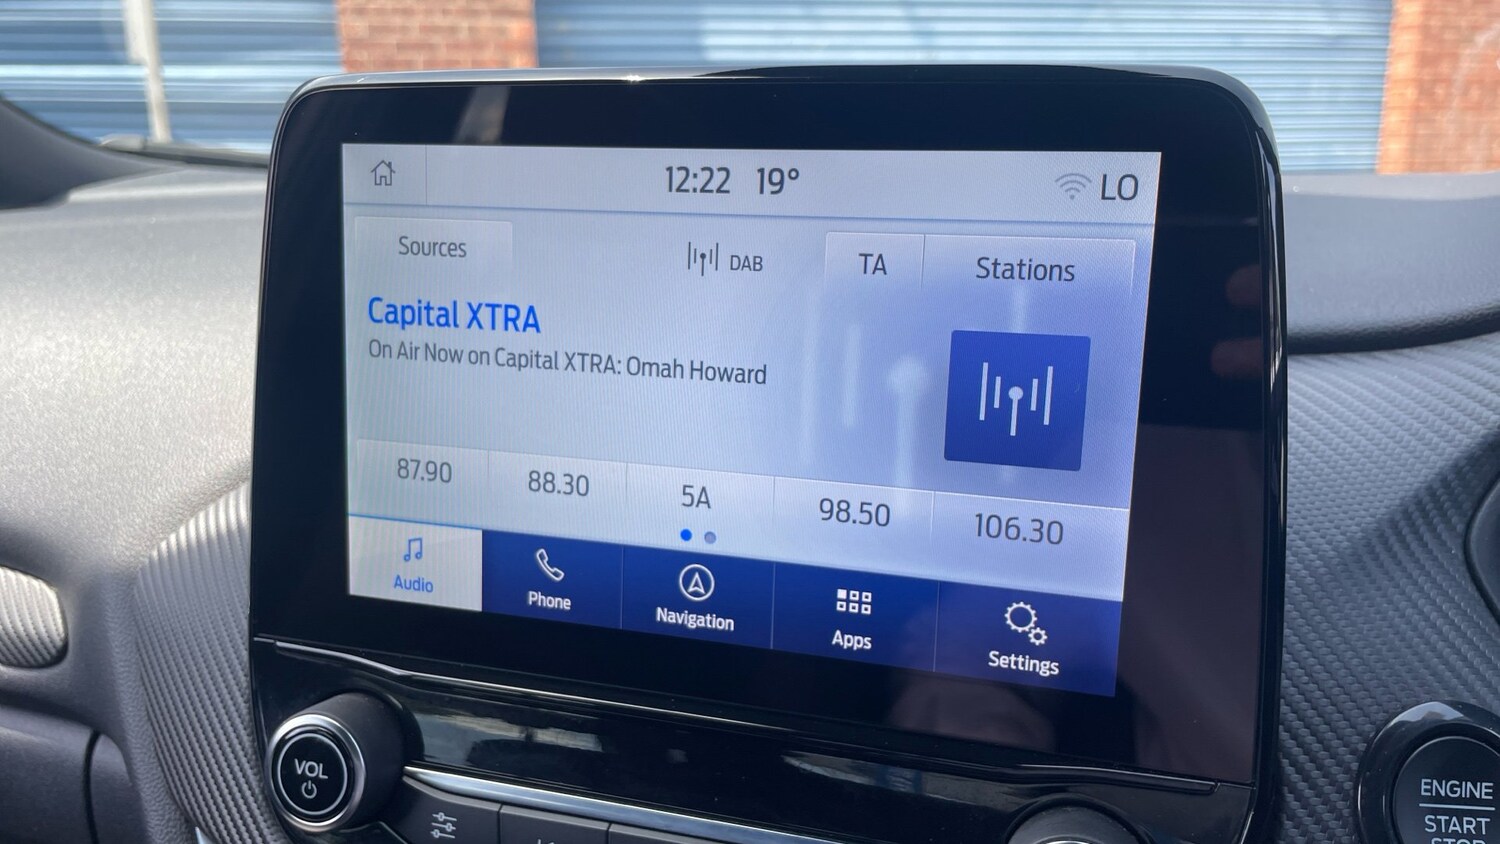 12:22 19° LO
Sources DAB TA Stations
Capital XTRA
On Air Now on Capital XTRA: Omah Howard
87.90 88.30 5A 98.50 106.30
Audio Phone Navigation Apps Settings
VOL
ENGINE
START
STOP